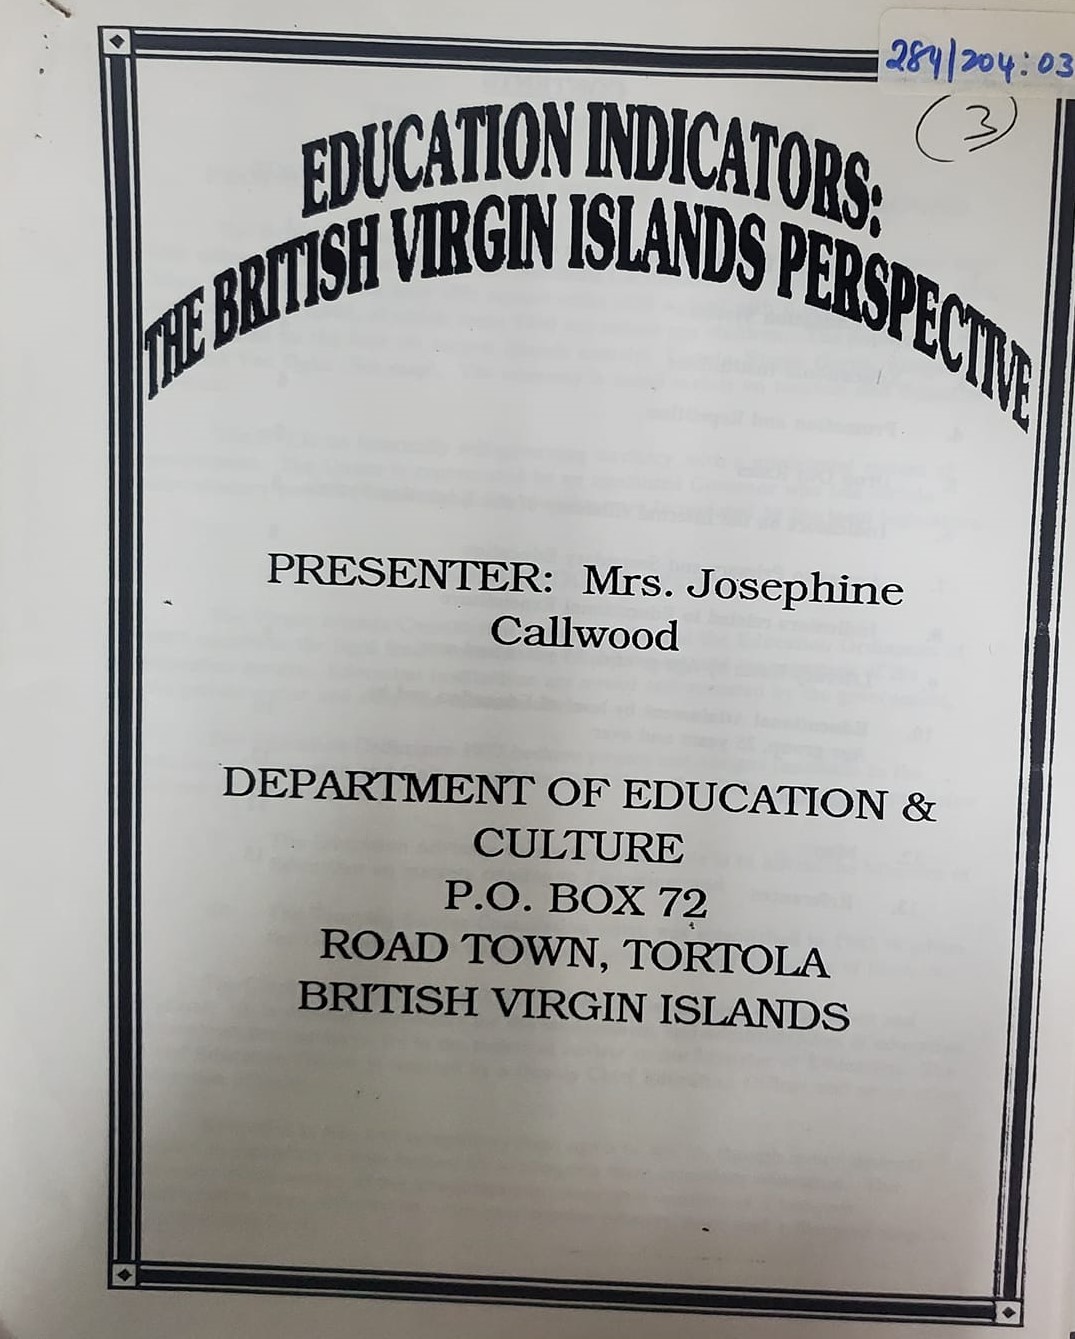 284/204:03
(3)
EDUCATION INDICATORS:
THE BRITISH VIRGIN ISLANDS PERSPECTIVE
PRESENTER: Mrs. Josephine
Callwood
DEPARTMENT OF EDUCATION &
CULTURE
P.O. BOX 72
ROAD TOWN, TORTOLA
BRITISH VIRGIN ISLANDS